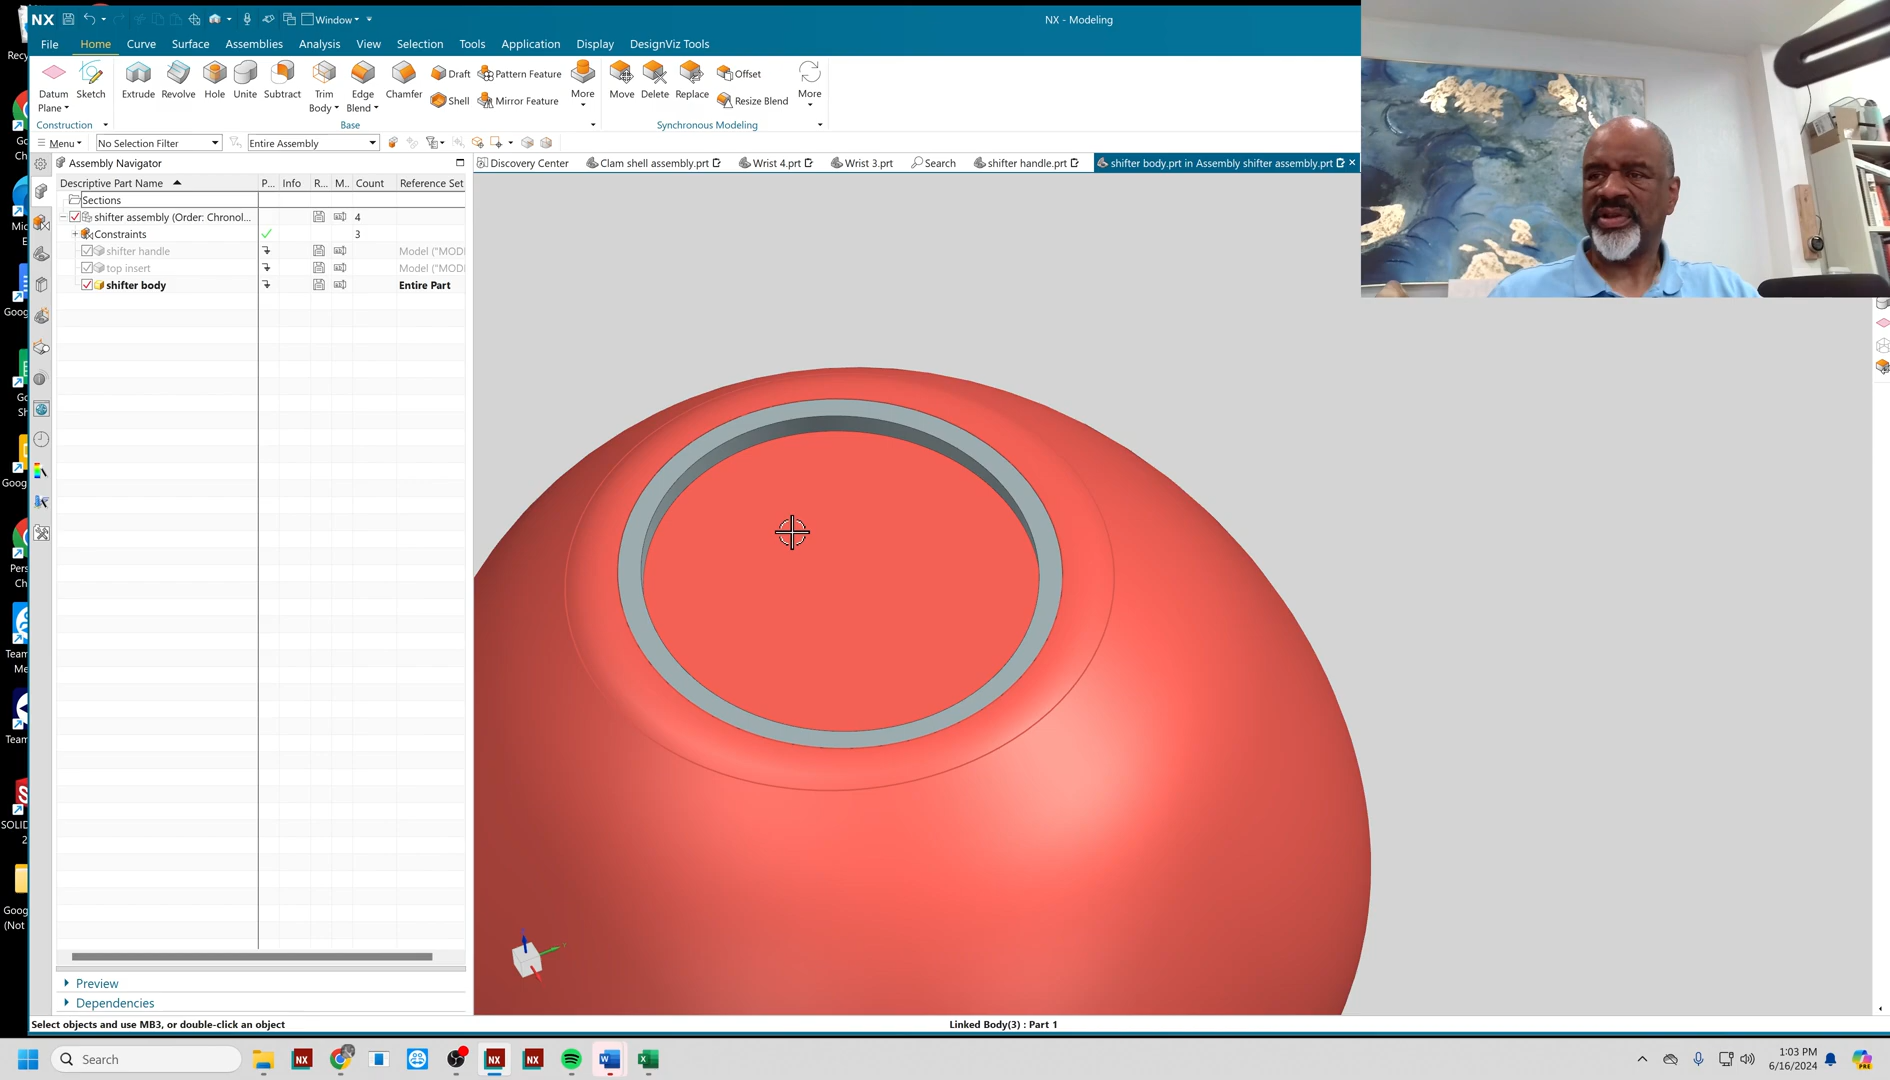 NX Window NX - Modeling
File Home Curve Surface Assemblies Analysis View Selection Tools Application Display DesignViz Tools
Datum Plane Sketch Extrude Revolve Hole Unite Subtract Trim Body Edge Blend Chamfer Draft Shell Pattern Feature Mirror Feature More Move Delete Replace Offset Resize Blend More
Construction Base Synchronous Modeling
Menu No Selection Filter Entire Assembly
Assembly Navigator
Discovery Center Clam shell assembly.prt Wrist 4.prt Wrist 3.prt Search shifter handle.prt shifter body.prt in Assembly shifter assembly.prt
Descriptive Part Name P... Info R... M.. Count Reference Set
Sections
shifter assembly (Order: Chronol... 4
Constraints 3
shifter handle Model ("MOD
top insert Model ("MOD
shifter body Entire Part
Preview
Dependencies
Select objects and use MB3, or double-click an object Linked Body(3) : Part 1
Search
1:03 PM
6/16/2024